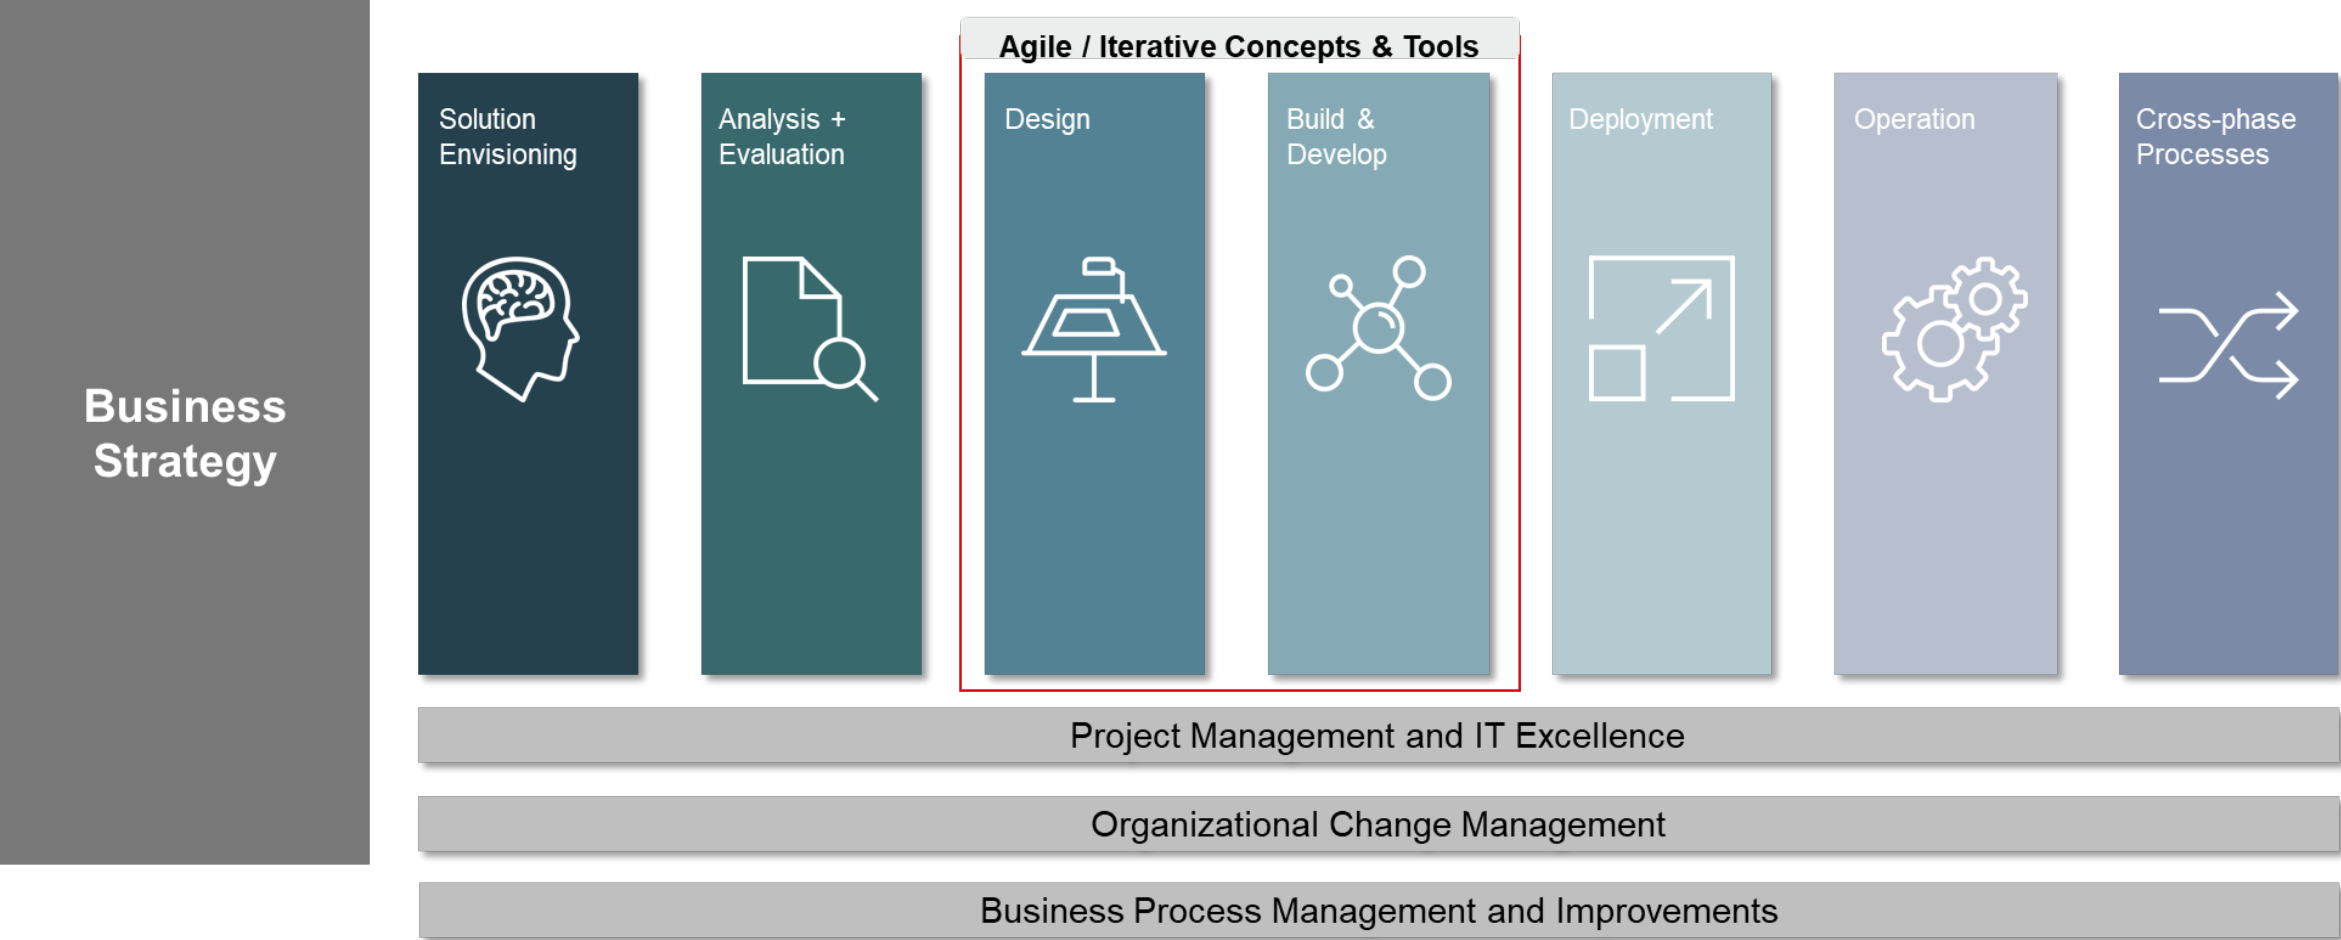 Business
Strategy
Agile / Iterative Concepts & Tools
Solution
Envisioning
Analysis +
Evaluation
Design
Build &
Develop
Deployment
Operation
Cross-phase
Processes
Project Management and IT Excellence
Organizational Change Management
Business Process Management and Improvements